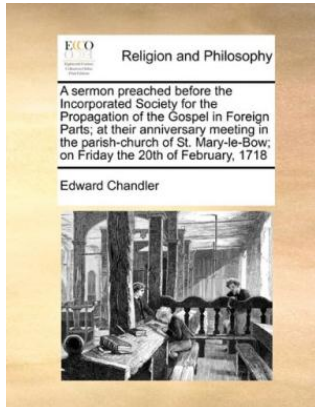 ECCO
Religion and Philosophy
A sermon preached before the
Incorporated Society for the
Propagation of the Gospel in Foreign
Parts; at their anniversary meeting in
the parish-church of St. Mary-le-Bow;
on Friday the 20th of February, 1718
Edward Chandler